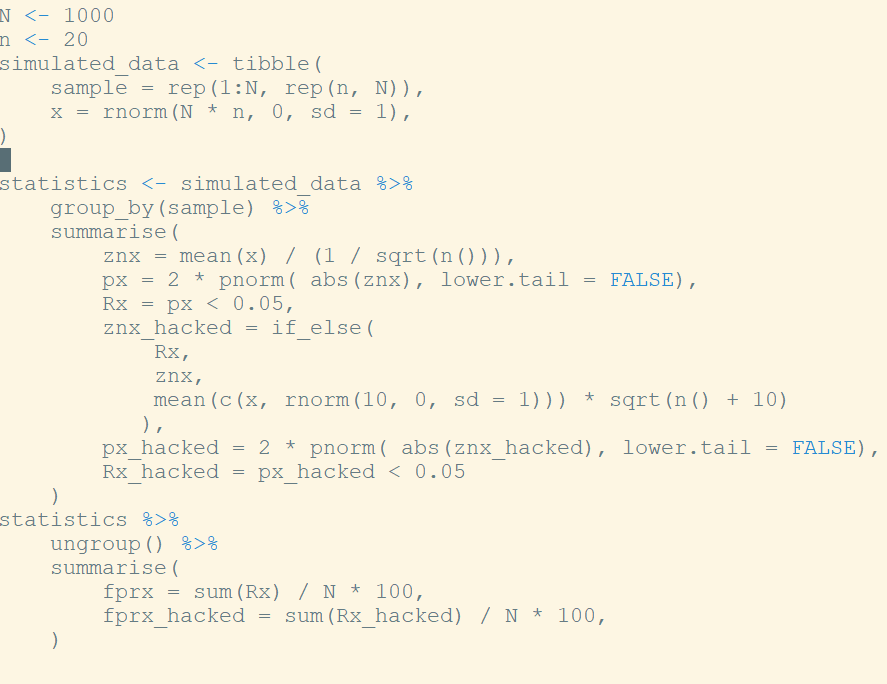 N <- 1000
n <- 20
simulated_data <- tibble(
    sample = rep(1:N, rep(n, N)),
    x = rnorm(N * n, 0, sd = 1),
)
statistics <- simulated_data %>%
    group_by(sample) %>%
    summarise(
        znx = mean(x) / (1 / sqrt(n())),
        px = 2 * pnorm( abs(znx), lower.tail = FALSE),
        Rx = px < 0.05,
        znx_hacked = if_else(
            Rx,
            znx,
            mean(c(x, rnorm(10, 0, sd = 1))) * sqrt(n() + 10)
           ),
        px_hacked = 2 * pnorm( abs(znx_hacked), lower.tail = FALSE),
        Rx_hacked = px_hacked < 0.05
    )
statistics %>%
    ungroup() %>%
    summarise(
        fprx = sum(Rx) / N * 100,
        fprx_hacked = sum(Rx_hacked) / N * 100,
    )